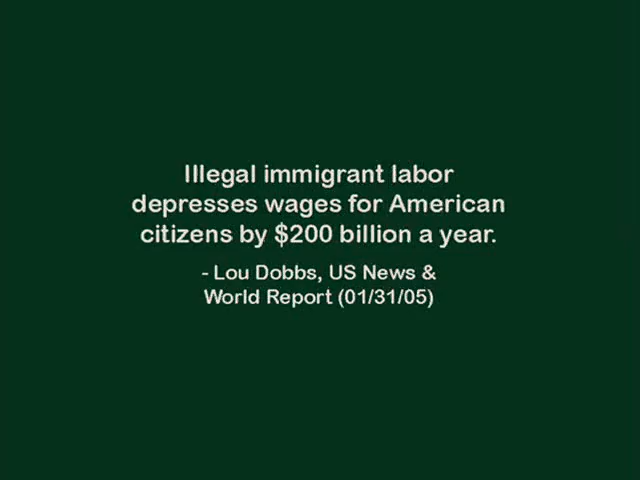 Illegal immigrant labor
depresses wages for American
citizens by $200 billion a year.
- Lou Dobbs, US News &
World Report (01/31/05)